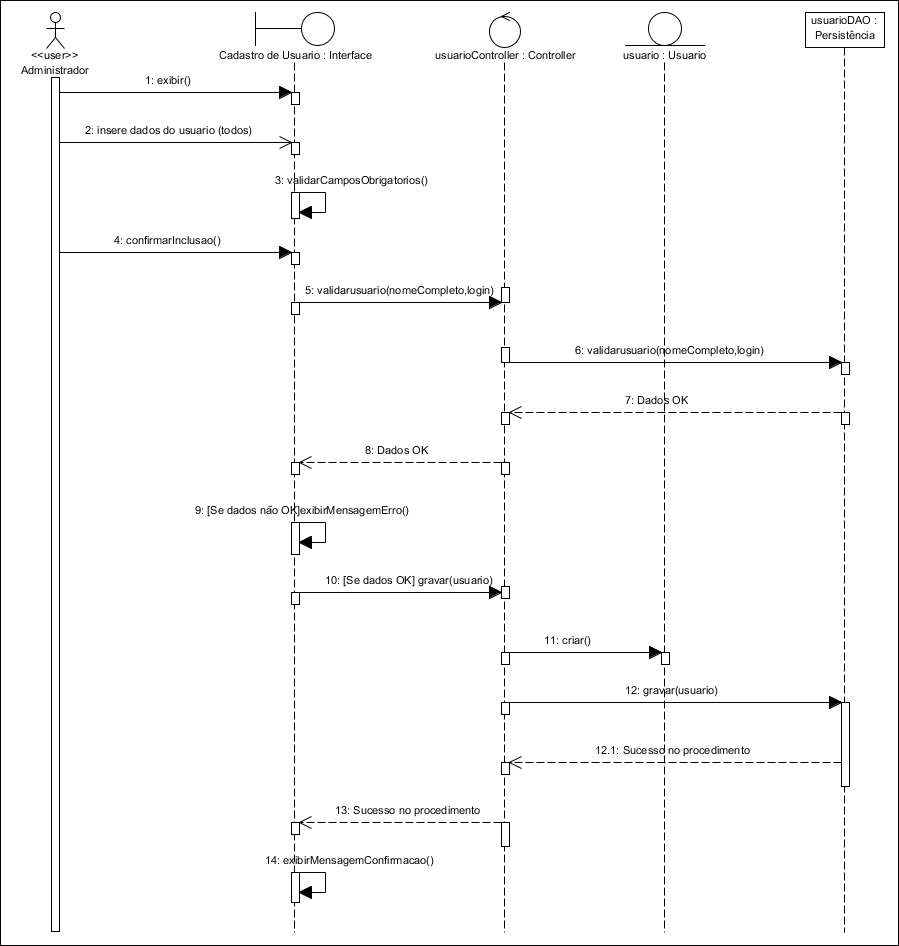 <<user>>
Administrador
Cadastro de Usuario : Interface
usuarioController : Controller
usuario : Usuario
usuarioDAO :
Persistência
1: exibir()
2: insere dados do usuario (todos)
3: validarCamposObrigatorios()
4: confirmarInclusao()
5: validarusuario(nomeCompleto,login)
6: validarusuario(nomeCompleto,login)
7: Dados OK
8: Dados OK
9: [Se dados não OK]exibirMensagemErro()
10: [Se dados OK] gravar(usuario)
11: criar()
12: gravar(usuario)
12.1: Sucesso no procedimento
13: Sucesso no procedimento
14: exibirMensagemConfirmacao()